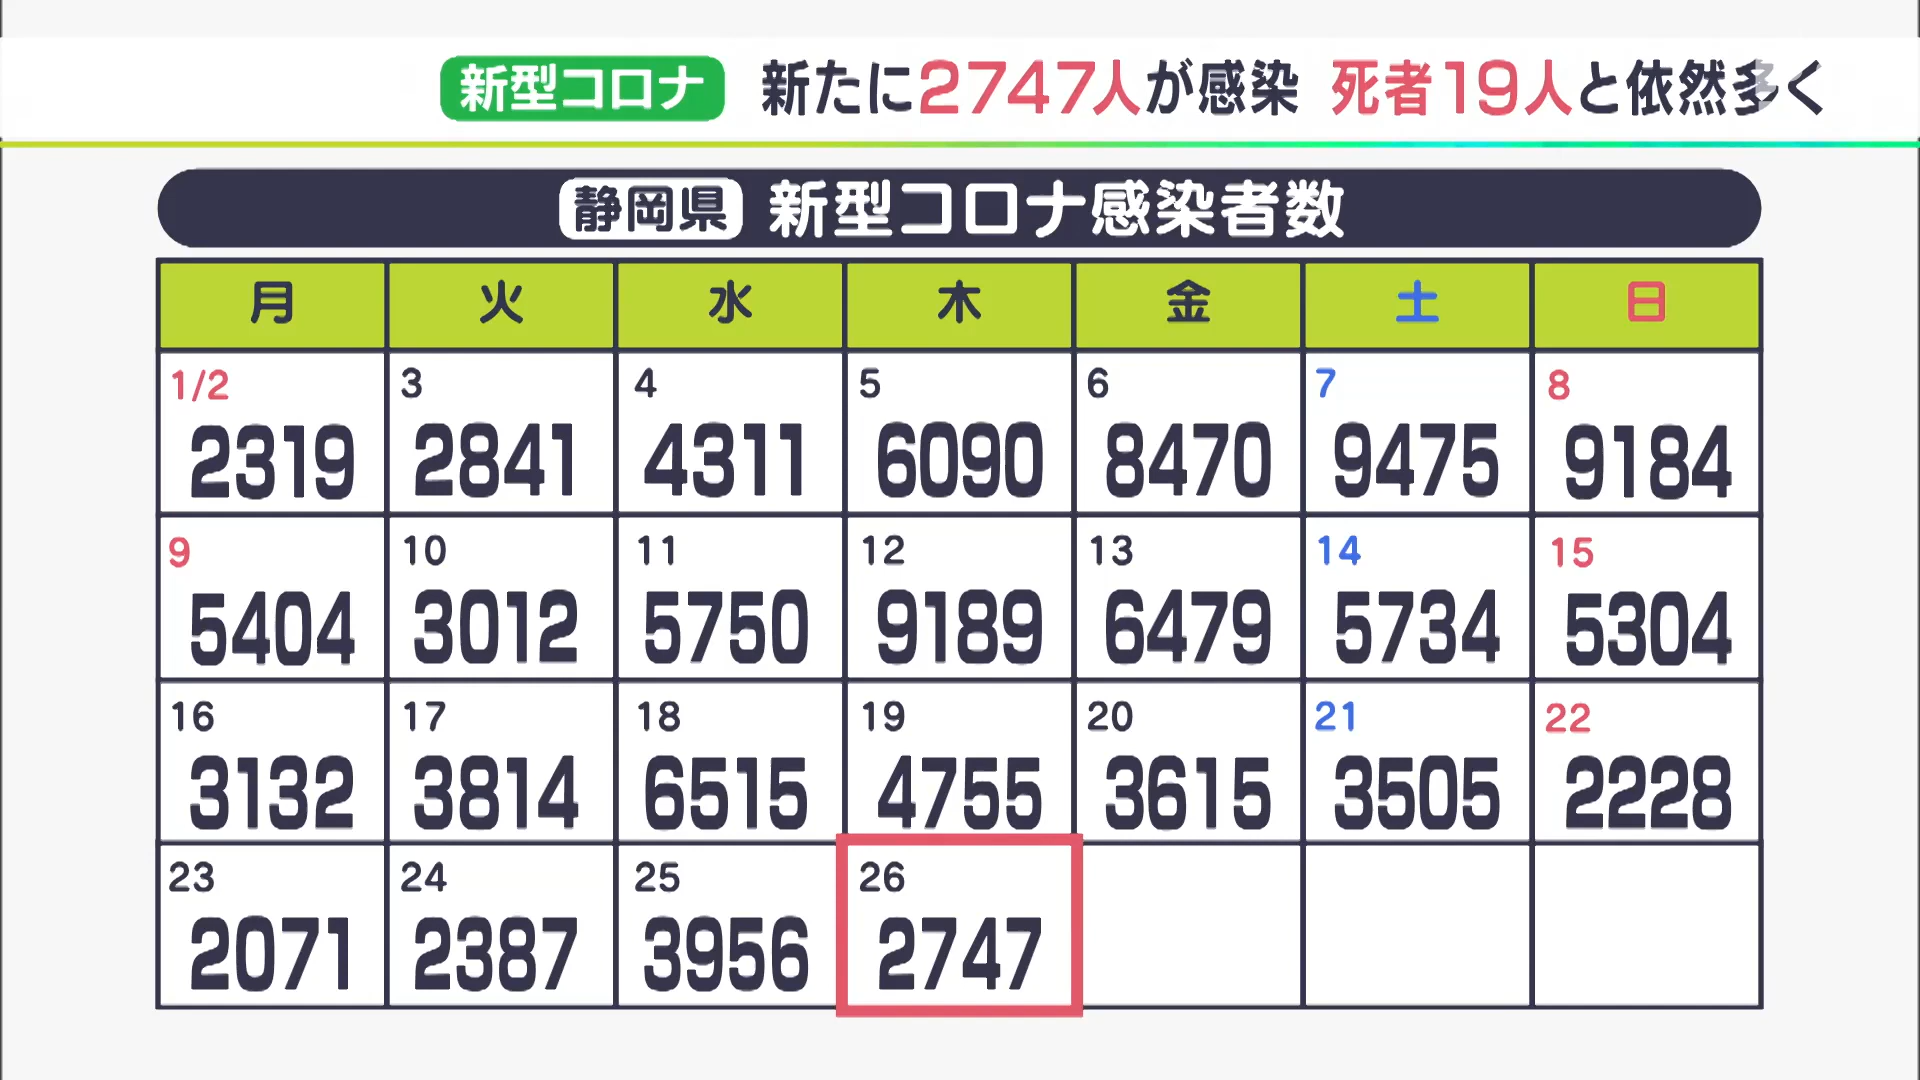 新型コロナ 新たに2747人が感染 死者19人と依然多く
静岡県 新型コロナ感染者数
月 火 水 木 金 土 日
1/2 3 4 5 6 7 8
2319 2841 4311 6090 8470 9475 9184
9 10 11 12 13 14 15
5404 3012 5750 9189 6479 5734 5304
16 17 18 19 20 21 22
3132 3814 6515 4755 3615 3505 2228
23 24 25 26
2071 2387 3956 2747